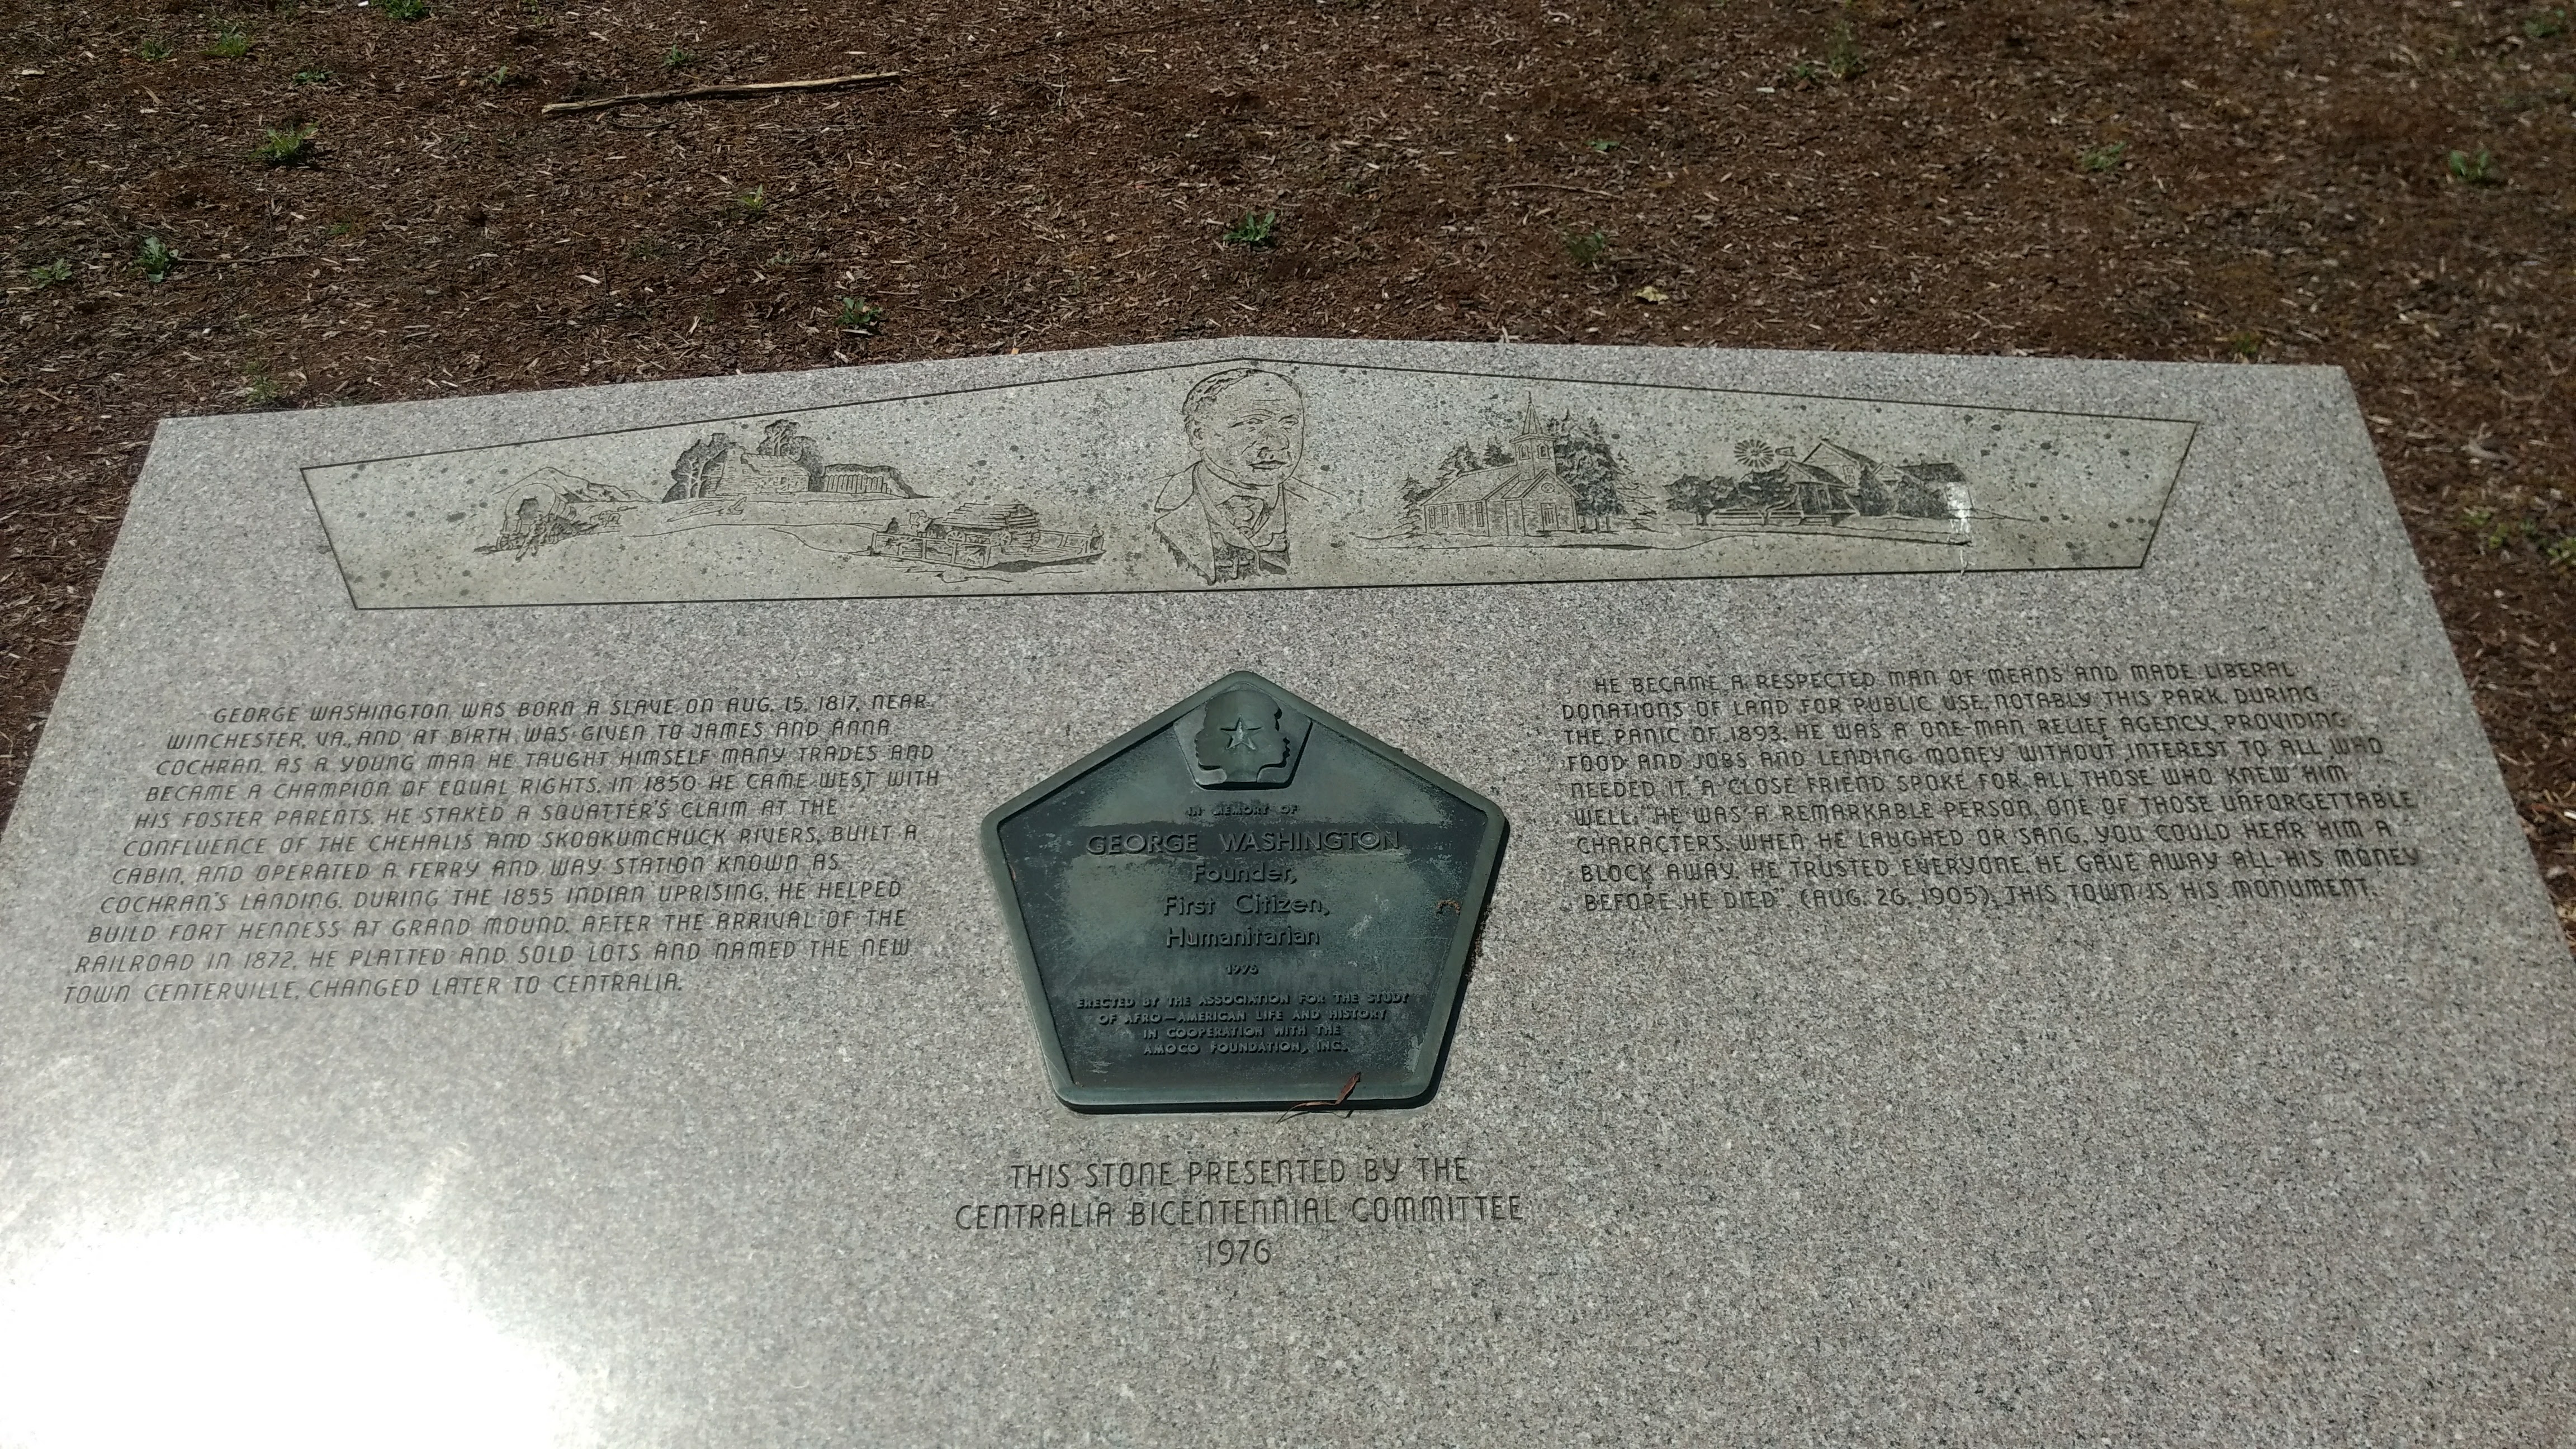 GEORGE WASHINGTON WAS BORN A SLAVE ON AUG. 15, 1817, NEAR
WINCHESTER, VA., AND AT BIRTH WAS GIVEN TO JAMES AND ANNA
COCHRAN. AS A YOUNG MAN HE TAUGHT HIMSELF MANY TRADES AND
BECAME A CHAMPION OF EQUAL RIGHTS. IN 1850 HE CAME WEST WITH
HIS FOSTER PARENTS. HE STAKED A SQUATTER'S CLAIM AT THE
CONFLUENCE OF THE CHEHALIS AND SKOOKUMCHUCK RIVERS, BUILT A
CABIN, AND OPERATED A FERRY AND WAY STATION KNOWN AS
COCHRAN'S LANDING. DURING THE 1855 INDIAN UPRISING, HE HELPED
BUILD FORT HENNESS AT GRAND MOUND. AFTER THE ARRIVAL OF THE
RAILROAD IN 1872, HE PLATTED AND SOLD LOTS AND NAMED THE NEW
TOWN CENTERVILLE, CHANGED LATER TO CENTRALIA.
IN MEMORY OF
GEORGE WASHINGTON
Founder,
First Citizen,
Humanitarian
1976
ERECTED BY THE ASSOCIATION FOR THE STUDY
OF AFRO-AMERICAN LIFE AND HISTORY
IN COOPERATION WITH THE
AMOCO FOUNDATION, INC.
HE BECAME A RESPECTED MAN OF MEANS AND MADE LIBERAL
DONATIONS OF LAND FOR PUBLIC USE, NOTABLY THIS PARK. DURING
THE PANIC OF 1893, HE WAS A ONE-MAN RELIEF AGENCY, PROVIDING
FOOD AND JOBS AND LENDING MONEY WITHOUT INTEREST TO ALL WHO
NEEDED IT. A CLOSE FRIEND SPOKE FOR ALL THOSE WHO KNEW HIM
WELL: "HE WAS A REMARKABLE PERSON, ONE OF THOSE UNFORGETTABLE
CHARACTERS. WHEN HE LAUGHED OR SANG, YOU COULD HEAR HIM A
BLOCK AWAY. HE TRUSTED EVERYONE. HE GAVE AWAY ALL HIS MONEY
BEFORE HE DIED" (AUG. 26, 1905). THIS TOWN IS HIS MONUMENT.
THIS STONE PRESENTED BY THE
CENTRALIA BICENTENNIAL COMMITTEE
1976